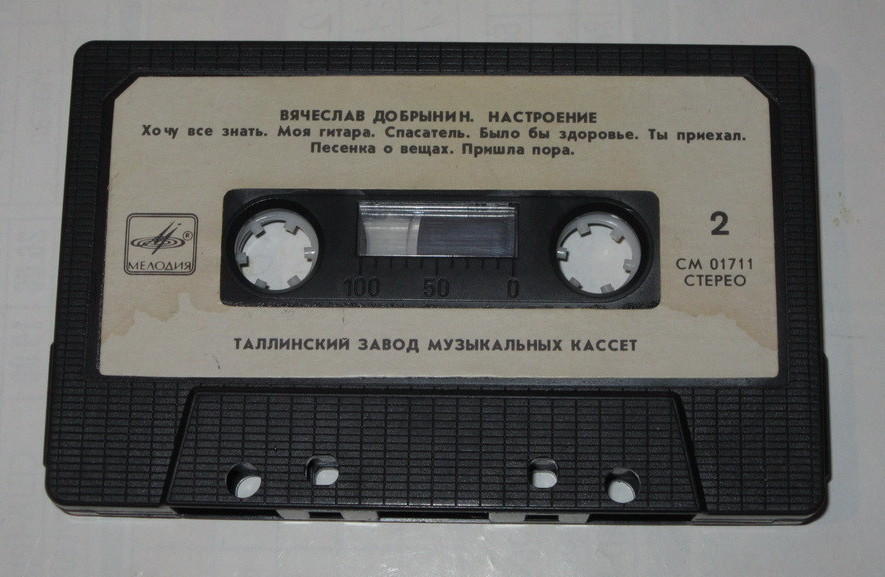 ВЯЧЕСЛАВ ДОБРЫНИН. НАСТРОЕНИЕ
Хочу все знать. Моя гитара. Спасатель. Было бы здоровье. Ты приехал.
Песенка о вещах. Пришла пора.
2
МЕЛОДИЯ ®
СМ 01711
СТЕРЕО
100 50 0
ТАЛЛИНСКИЙ ЗАВОД МУЗЫКАЛЬНЫХ КАССЕТ